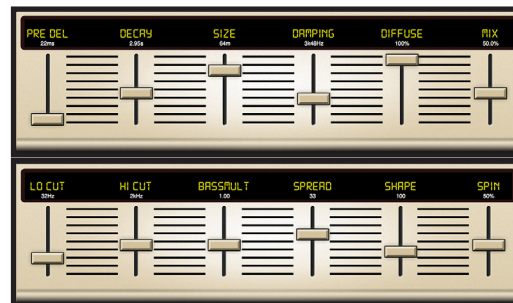 PRE DEL DECAY SIZE DAMPING DIFFUSE MIX
22ms 2.95s 64m 3k48Hz 100% 50.0%
LO CUT HI CUT BASSMULT SPREAD SHAPE SPIN
32Hz 2kHz 1.00 33 100 50%